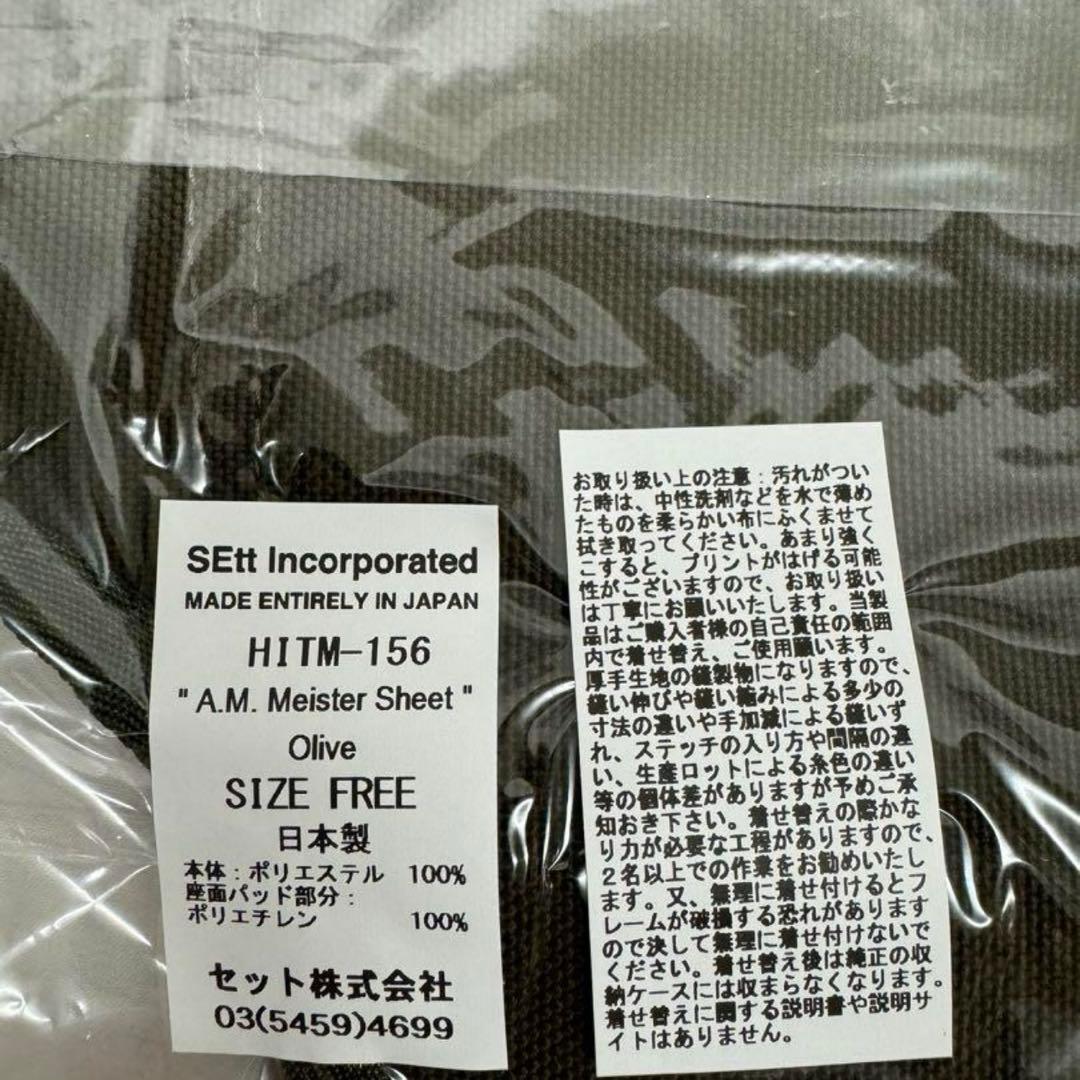 SEtt Incorporated
MADE ENTIRELY IN JAPAN
HITM-156
" A.M. Meister Sheet "
Olive
SIZE FREE
日本製
本体：ポリエステル 100%
座面パッド部分：
ポリエチレン 100%
セット株式会社
03(5459)4699
お取り扱い上の注意：汚れがつい
た時は、中性洗剤などを水で薄め
たものを柔らかい布にふくませて
拭き取ってください。あまり強く
こすると、プリントがはげる可能
性がございますので、お取り扱い
は丁寧にお願いいたします。当製
品はご購入者様の自己責任の範囲
内で着せ替え、ご使用願います。
厚手生地の縫製物になりますので、
縫い伸びや縫い縮みによる多少の
寸法の違いや手加減による縫いず
れ、ステッチの入り方や間隔の違
い、生産ロットによる糸色の違い
等の個体差がありますが予めご承
知おき下さい。着せ替えの際かな
り力が必要な工程がありますので、
2名以上での作業をお勧めいたし
ます。又、無理に着せ付けるとフ
レームが破損する恐れがあります
ので決して無理に着せ付けないで
ください。着せ替え後は純正の収
納ケースには収まらなくなります。
着せ替えに関する説明書や説明サ
イトはありません。